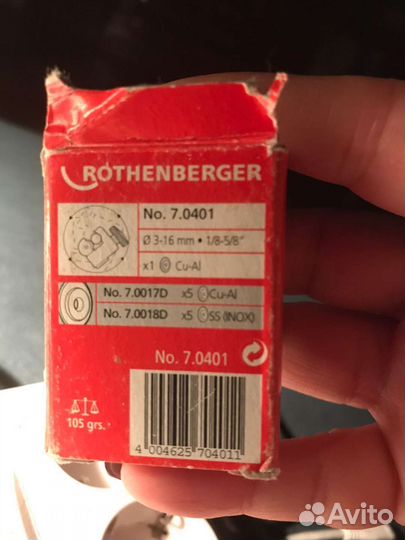 ROTHENBERGER
No. 7.0401
Ø 3-16 mm • 1/8-5/8"
x1 Cu-Al
No. 7.0017D x5 Cu-Al
No. 7.0018D x5 SS (INOX)
No. 7.0401
105 grs.
4 004625 704011
Avito